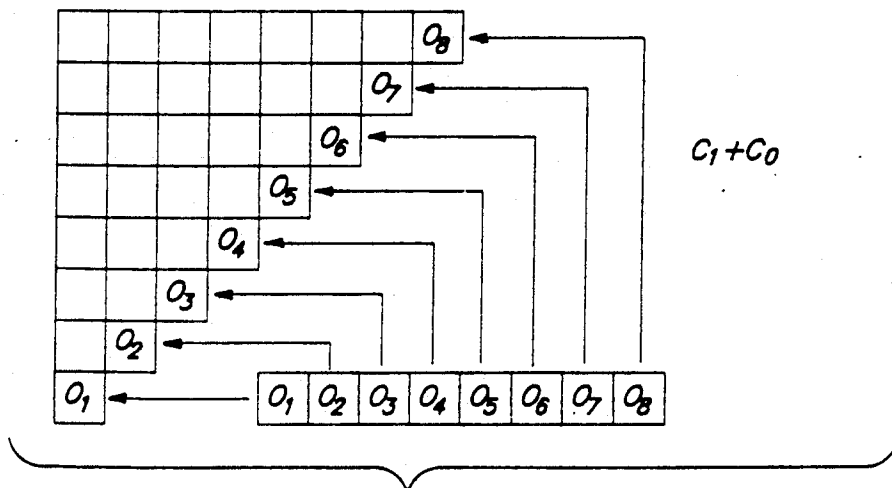 O₈
O₇
O₆
C₁+C₀
O₅
O₄
O₃
O₂
O₁
O₁ O₂ O₃ O₄ O₅ O₆ O₇ O₈